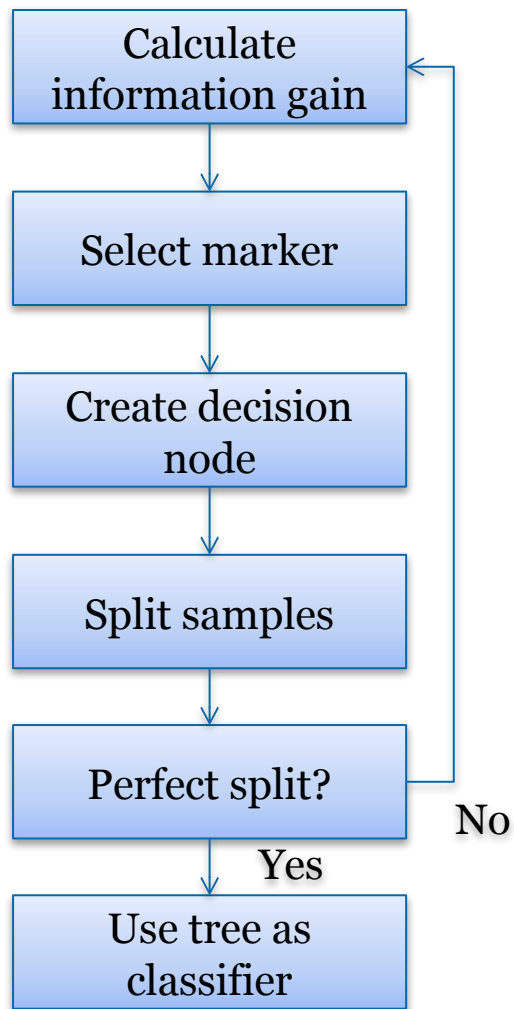 Calculate
information gain
Select marker
Create decision
node
Split samples
Perfect split?
No
Yes
Use tree as
classifier